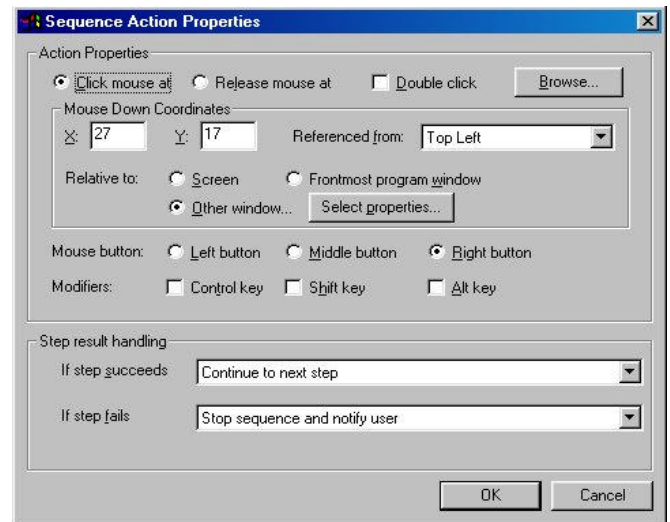 Sequence Action Properties
Action Properties
Click mouse at Release mouse at Double click Browse...
Mouse Down Coordinates
X: 27 Y: 17 Referenced from: Top Left
Relative to: Screen Frontmost program window
Other window... Select properties...
Mouse button: Left button Middle button Right button
Modifiers: Control key Shift key Alt key
Step result handling
If step succeeds Continue to next step
If step fails Stop sequence and notify user
OK Cancel